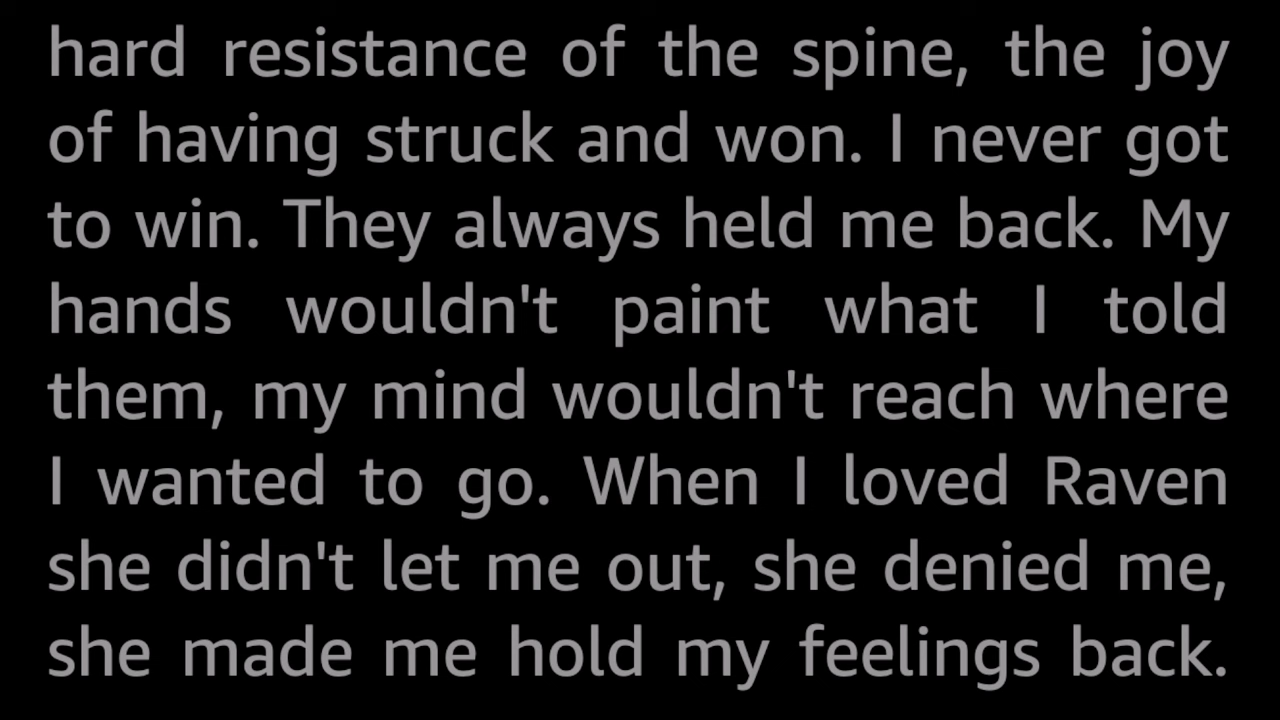 hard resistance of the spine, the joy
of having struck and won. I never got
to win. They always held me back. My
hands wouldn't paint what I told
them, my mind wouldn't reach where
I wanted to go. When I loved Raven
she didn't let me out, she denied me,
she made me hold my feelings back.